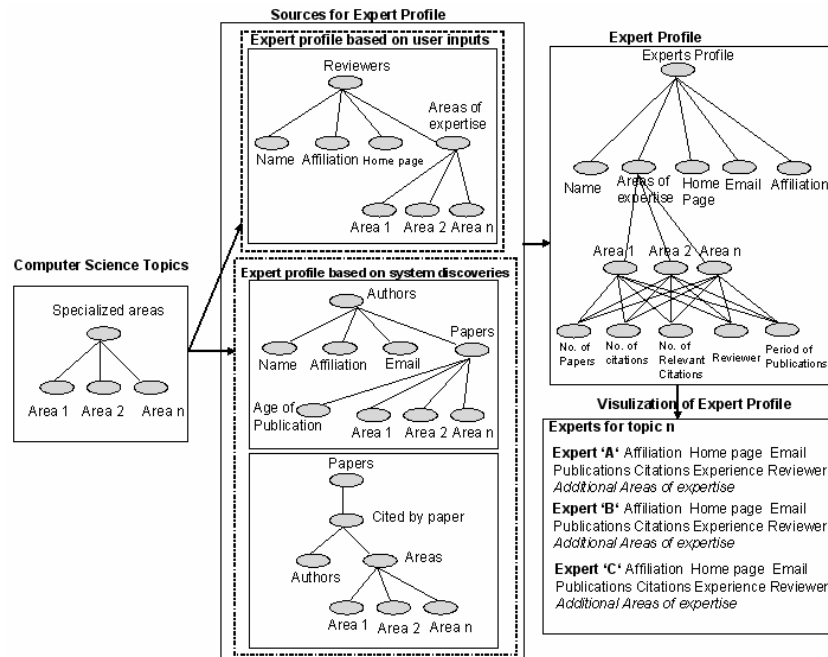 Sources for Expert Profile
Expert profile based on user inputs
Reviewers
Areas of
expertise
Name Affiliation Home page
Area 1 Area 2 Area n
Computer Science Topics
Specialized areas
Area 1 Area 2 Area n
Expert profile based on system discoveries
Authors
Papers
Name Affiliation Email
Age of
Publication
Area 1 Area 2 Area n
Papers
Cited by paper
Authors Areas
Area 1 Area 2 Area n
Expert Profile
Experts Profile
Name Areas of
expertise
Home
Page
Email Affiliation
Area 1 Area 2 Area n
No. of
Papers
No. of
citations
No. of
Relevant
Citations
Reviewer
Period of
Publications
Visulization of Expert Profile
Experts for topic n
Expert 'A' Affiliation Home page Email
Publications Citations Experience Reviewer
Additional Areas of expertise
Expert 'B' Affiliation Home page Email
Publications Citations Experience Reviewer
Additional Areas of expertise
Expert 'C' Affiliation Home page Email
Publications Citations Experience Reviewer
Additional Areas of expertise